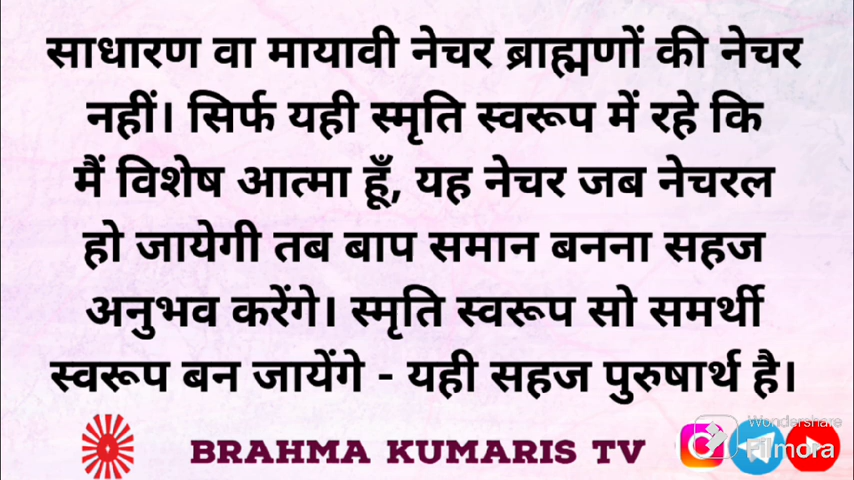 साधारण वा मायावी नेचर ब्राह्मणों की नेचर
नहीं। सिर्फ यही स्मृति स्वरूप में रहे कि
मैं विशेष आत्मा हूँ, यह नेचर जब नेचरल
हो जायेगी तब बाप समान बनना सहज
अनुभव करेंगे। स्मृति स्वरूप सो समर्थी
स्वरूप बन जायेंगे - यही सहज पुरुषार्थ है।
BRAHMA KUMARIS TV
Wondershare
Filmora